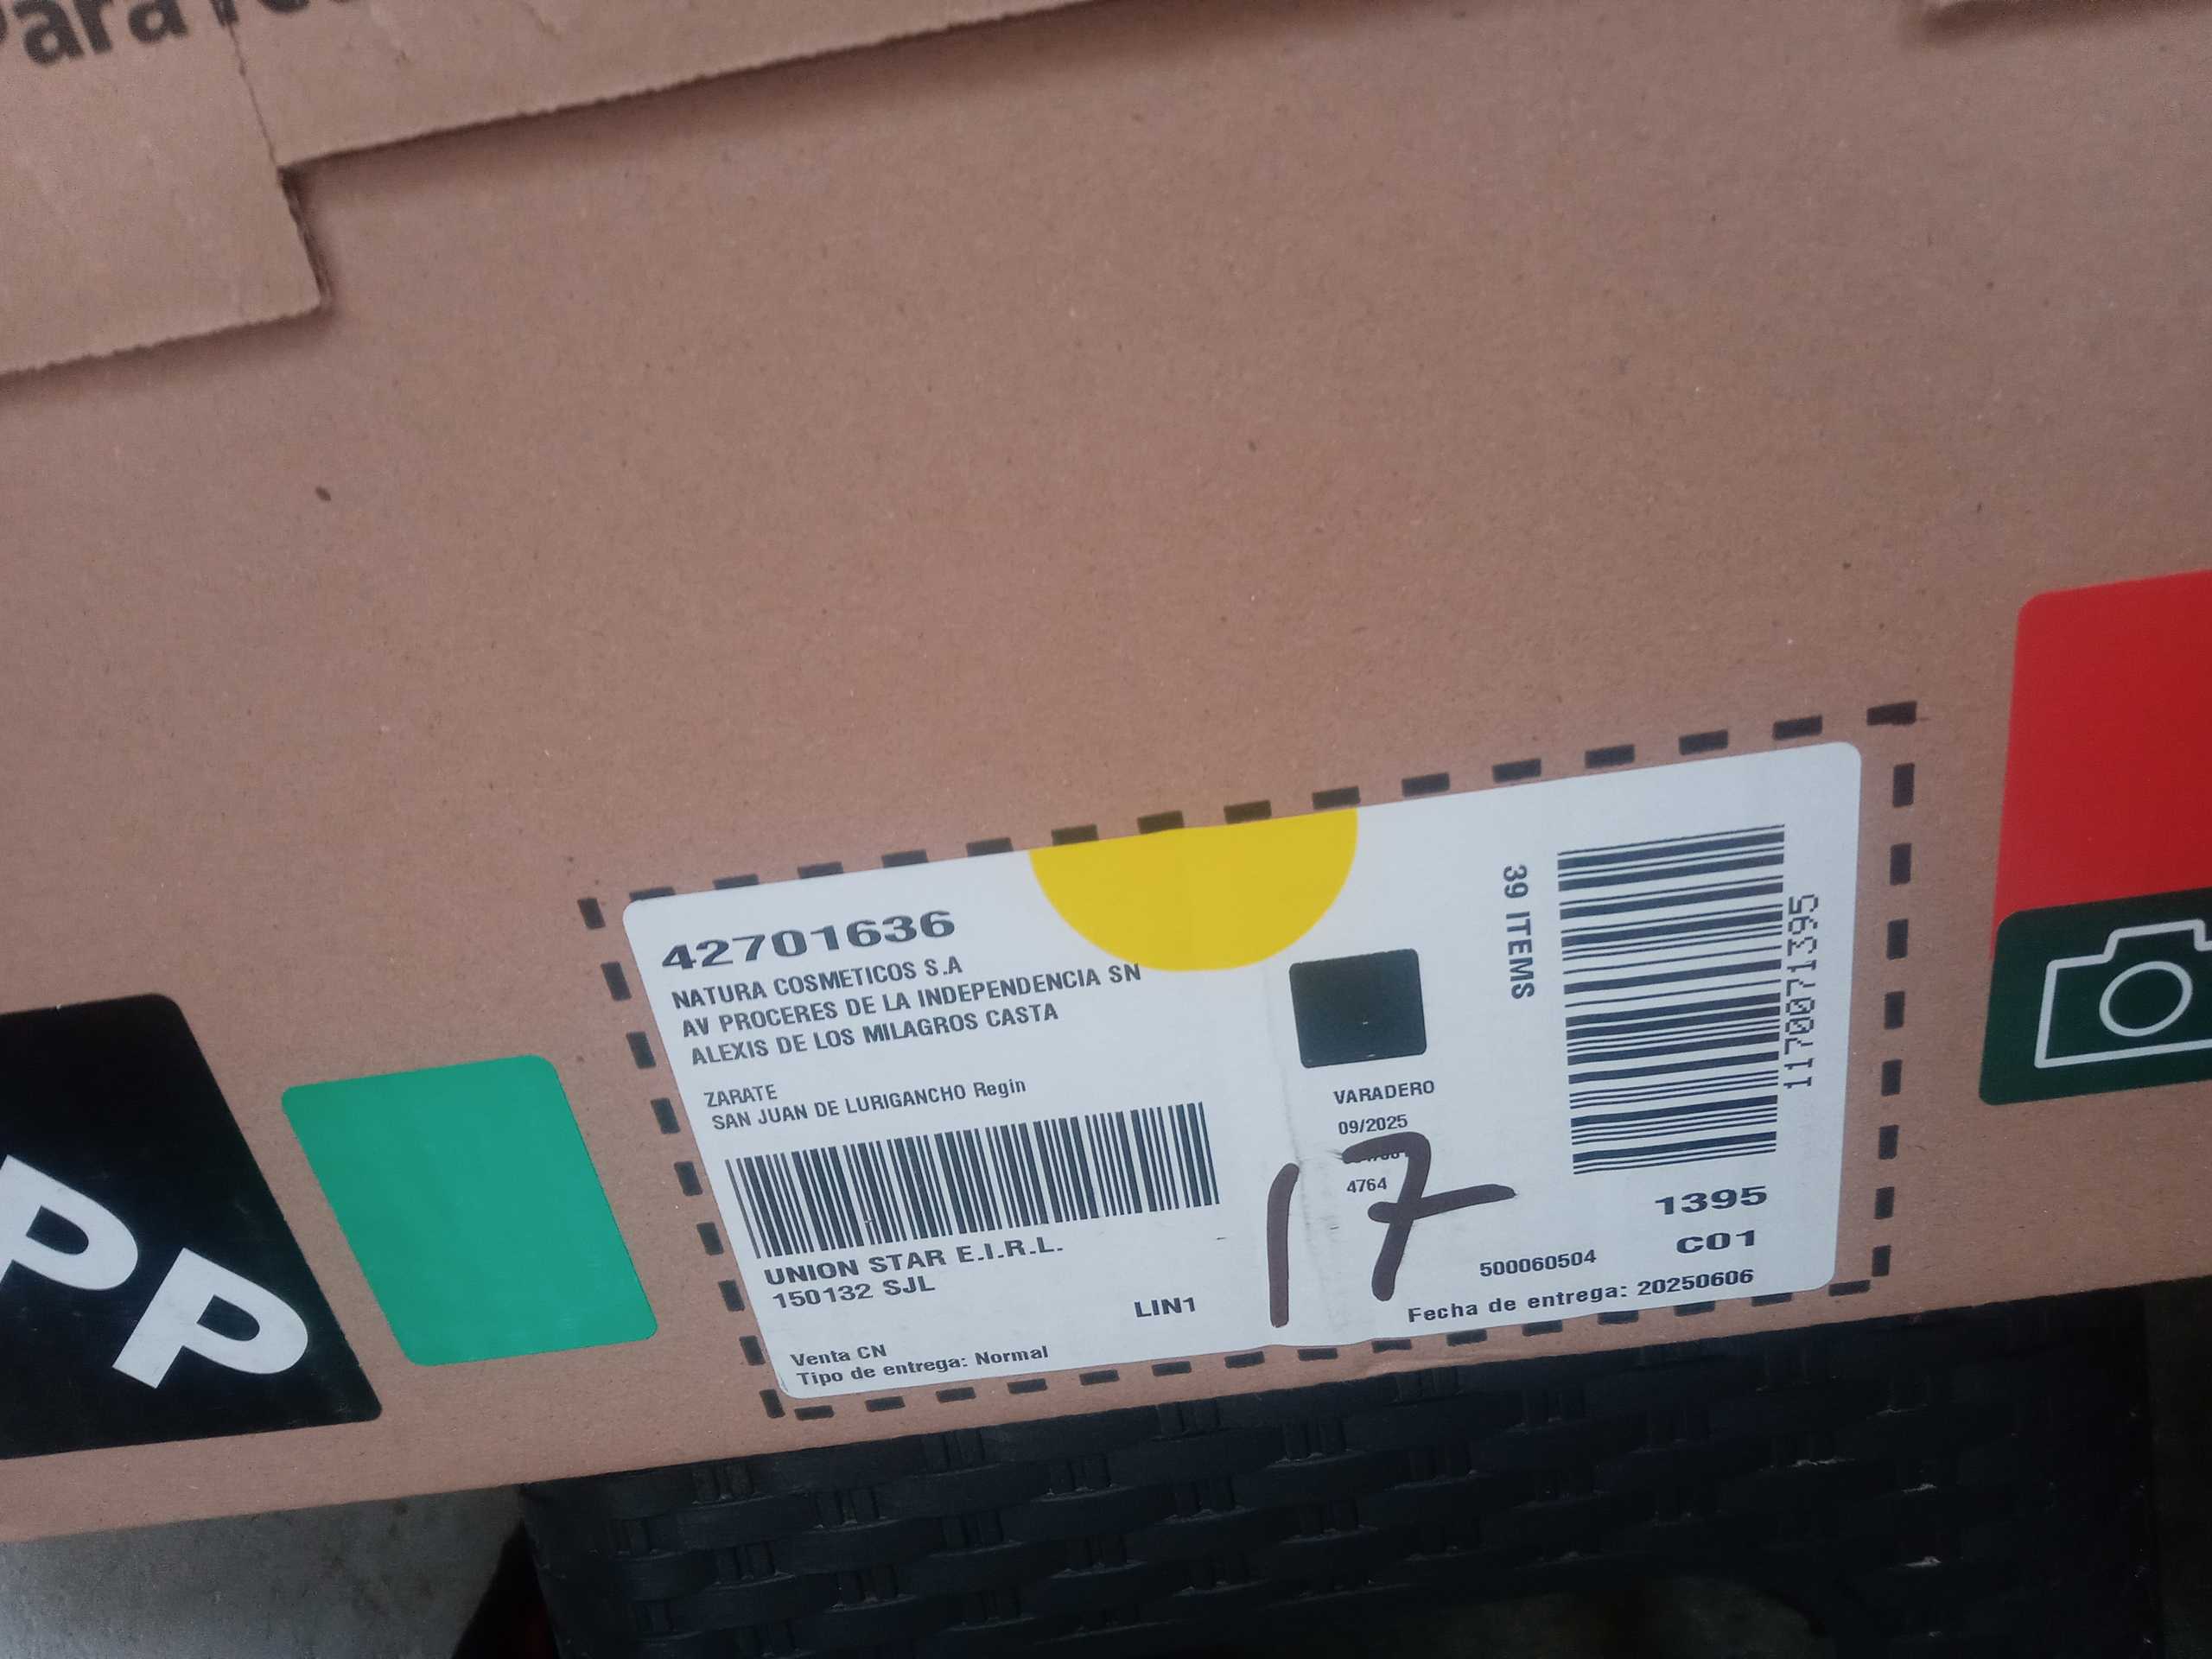 Para
PP
42701636
NATURA COSMETICOS S.A
AV PROCERES DE LA INDEPENDENCIA SN
ALEXIS DE LOS MILAGROS CASTA
ZARATE
SAN JUAN DE LURIGANCHO Regin
UNION STAR E.I.R.L.
150132 SJL
LIN1
Venta CN
Tipo de entrega: Normal
VARADERO
09/2025
4764
17
39 ITEMS
1170071395
1395
C01
500060504
Fecha de entrega: 20250606